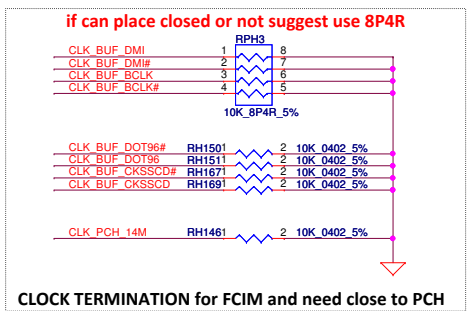 if can place closed or not suggest use 8P4R
RPH3
CLK_BUF_DMI 1 8
CLK_BUF_DMI# 2 7
CLK_BUF_BCLK 3 6
CLK_BUF_BCLK# 4 5
10K_8P4R_5%
CLK_BUF_DOT96# RH150 1 2 10K_0402_5%
CLK_BUF_DOT96 RH151 1 2 10K_0402_5%
CLK_BUF_CKSSCD# RH167 1 2 10K_0402_5%
CLK_BUF_CKSSCD RH169 1 2 10K_0402_5%
CLK_PCH_14M RH146 1 2 10K_0402_5%
CLOCK TERMINATION for FCIM and need close to PCH